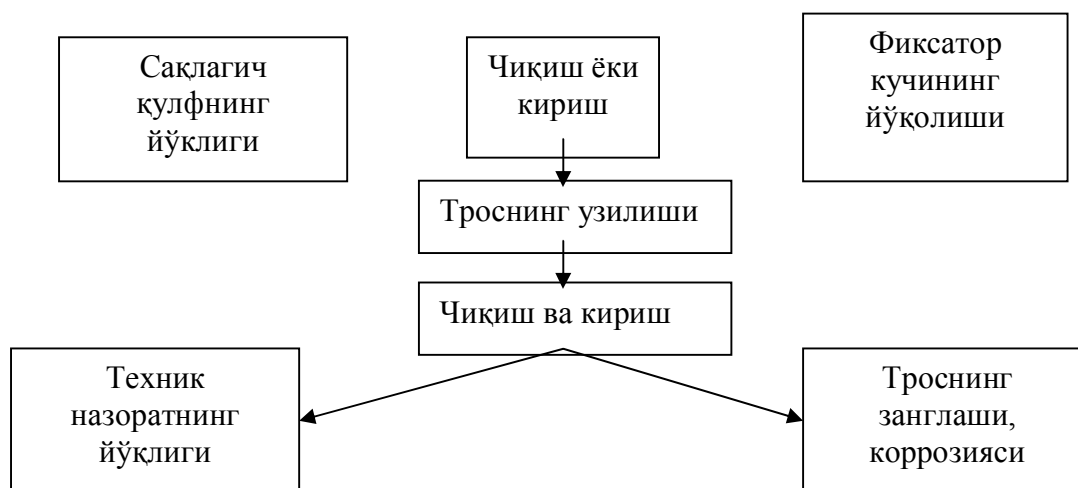 Сақлагич
қулфнинг
йўклиги
Чиқиш ёки
кириш
Фиксатор
кучининг
йўқолиши
Троснинг узилиши
Чиқиш ва кириш
Техник
назоратнинг
йўқлиги
Троснинг
занглаши,
коррозияси